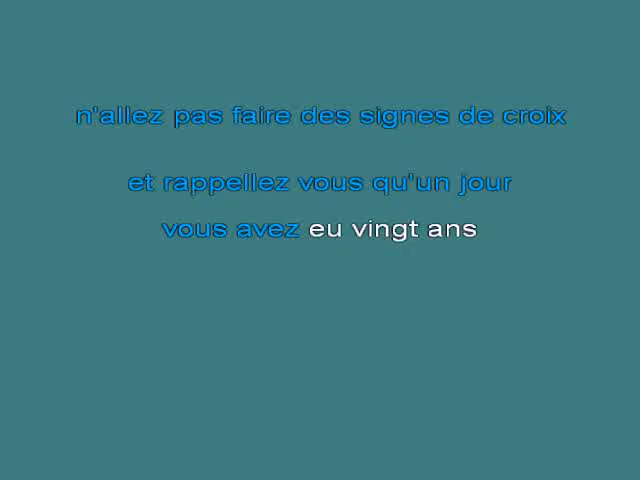 n'allez pas faire des signes de croix
et rappellez vous qu'un jour
vous avez eu vingt ans